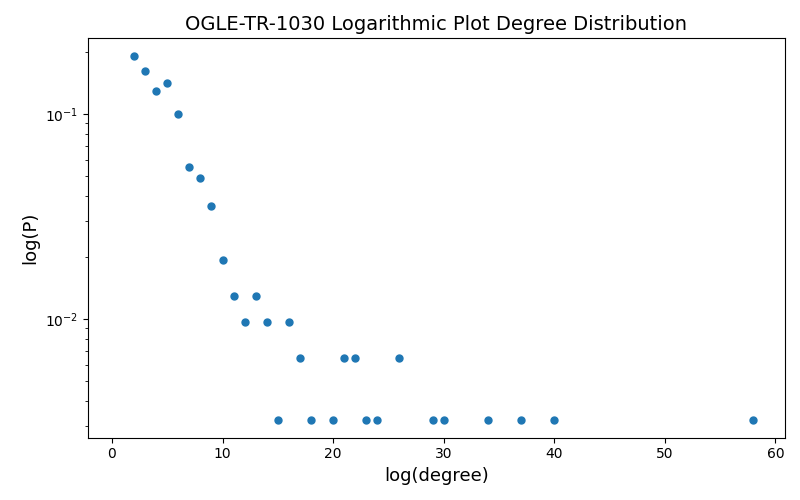 OGLE-TR-1030 Logarithmic Plot Degree Distribution
log(P)
10⁻¹
10⁻²
0 10 20 30 40 50 60
log(degree)